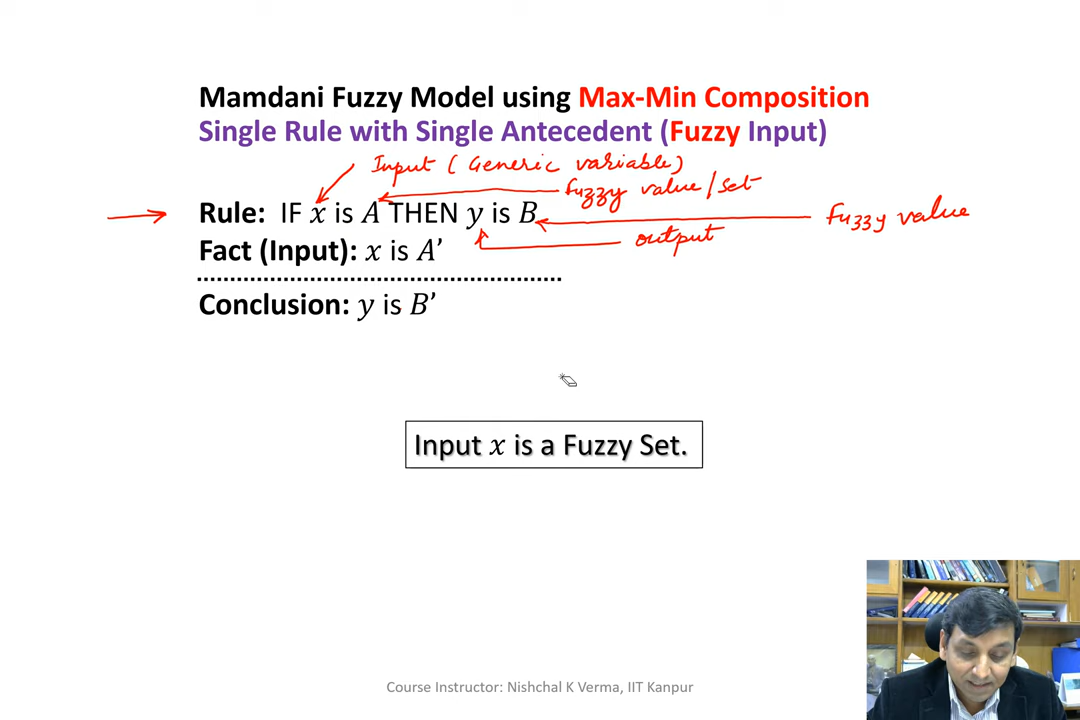 Mamdani Fuzzy Model using Max-Min Composition
Single Rule with Single Antecedent (Fuzzy Input)
Input (Generic variable)
fuzzy value/set
Rule: IF x is A THEN y is B
fuzzy value
output
Fact (Input): x is A’
Conclusion: y is B’
Input x is a Fuzzy Set.
Course Instructor: Nishchal K Verma, IIT Kanpur